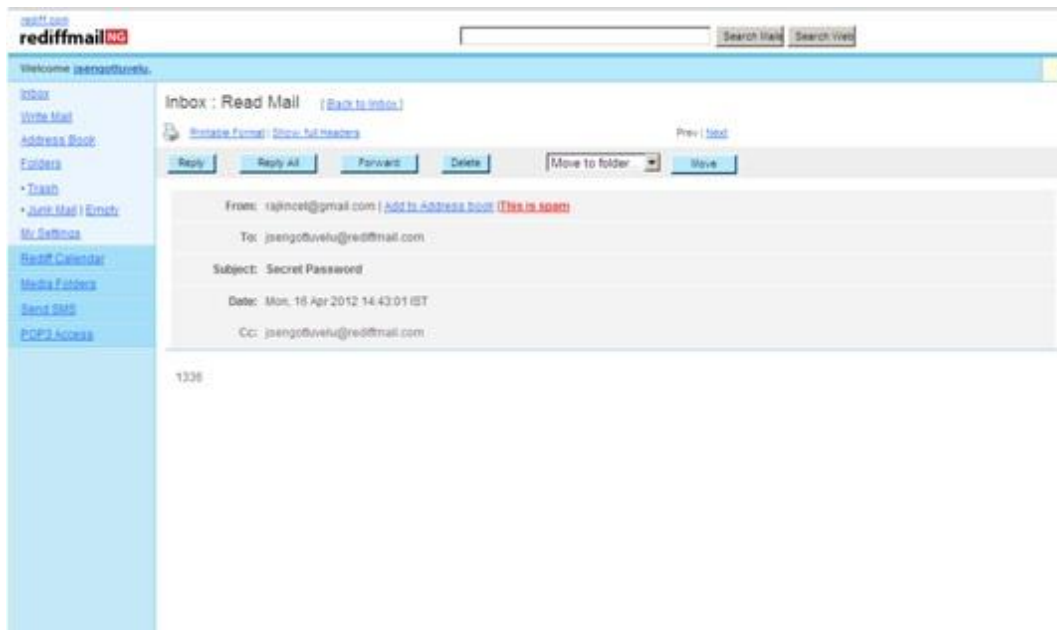 rediff.com
rediffmail NG
Search Mails Search Web
Welcome jsengottuvelu,
Inbox
Write Mail
Address Book
Folders
• Trash
• Junk Mail | Empty
My Settings
Rediff Calendar
Media Folders
Send SMS
POP3 Access
Inbox : Read Mail [Back to Inbox]
Printable Format | Show full Headers Prev | Next
Reply Reply All Forward Delete Move to folder Move
From: rajincet@gmail.com | Add to Address book | This is spam
To: jsengottuvelu@rediffmail.com
Subject: Secret Password
Date: Mon, 16 Apr 2012 14:43:01 IST
Cc: jsengottuvelu@rediffmail.com
1336